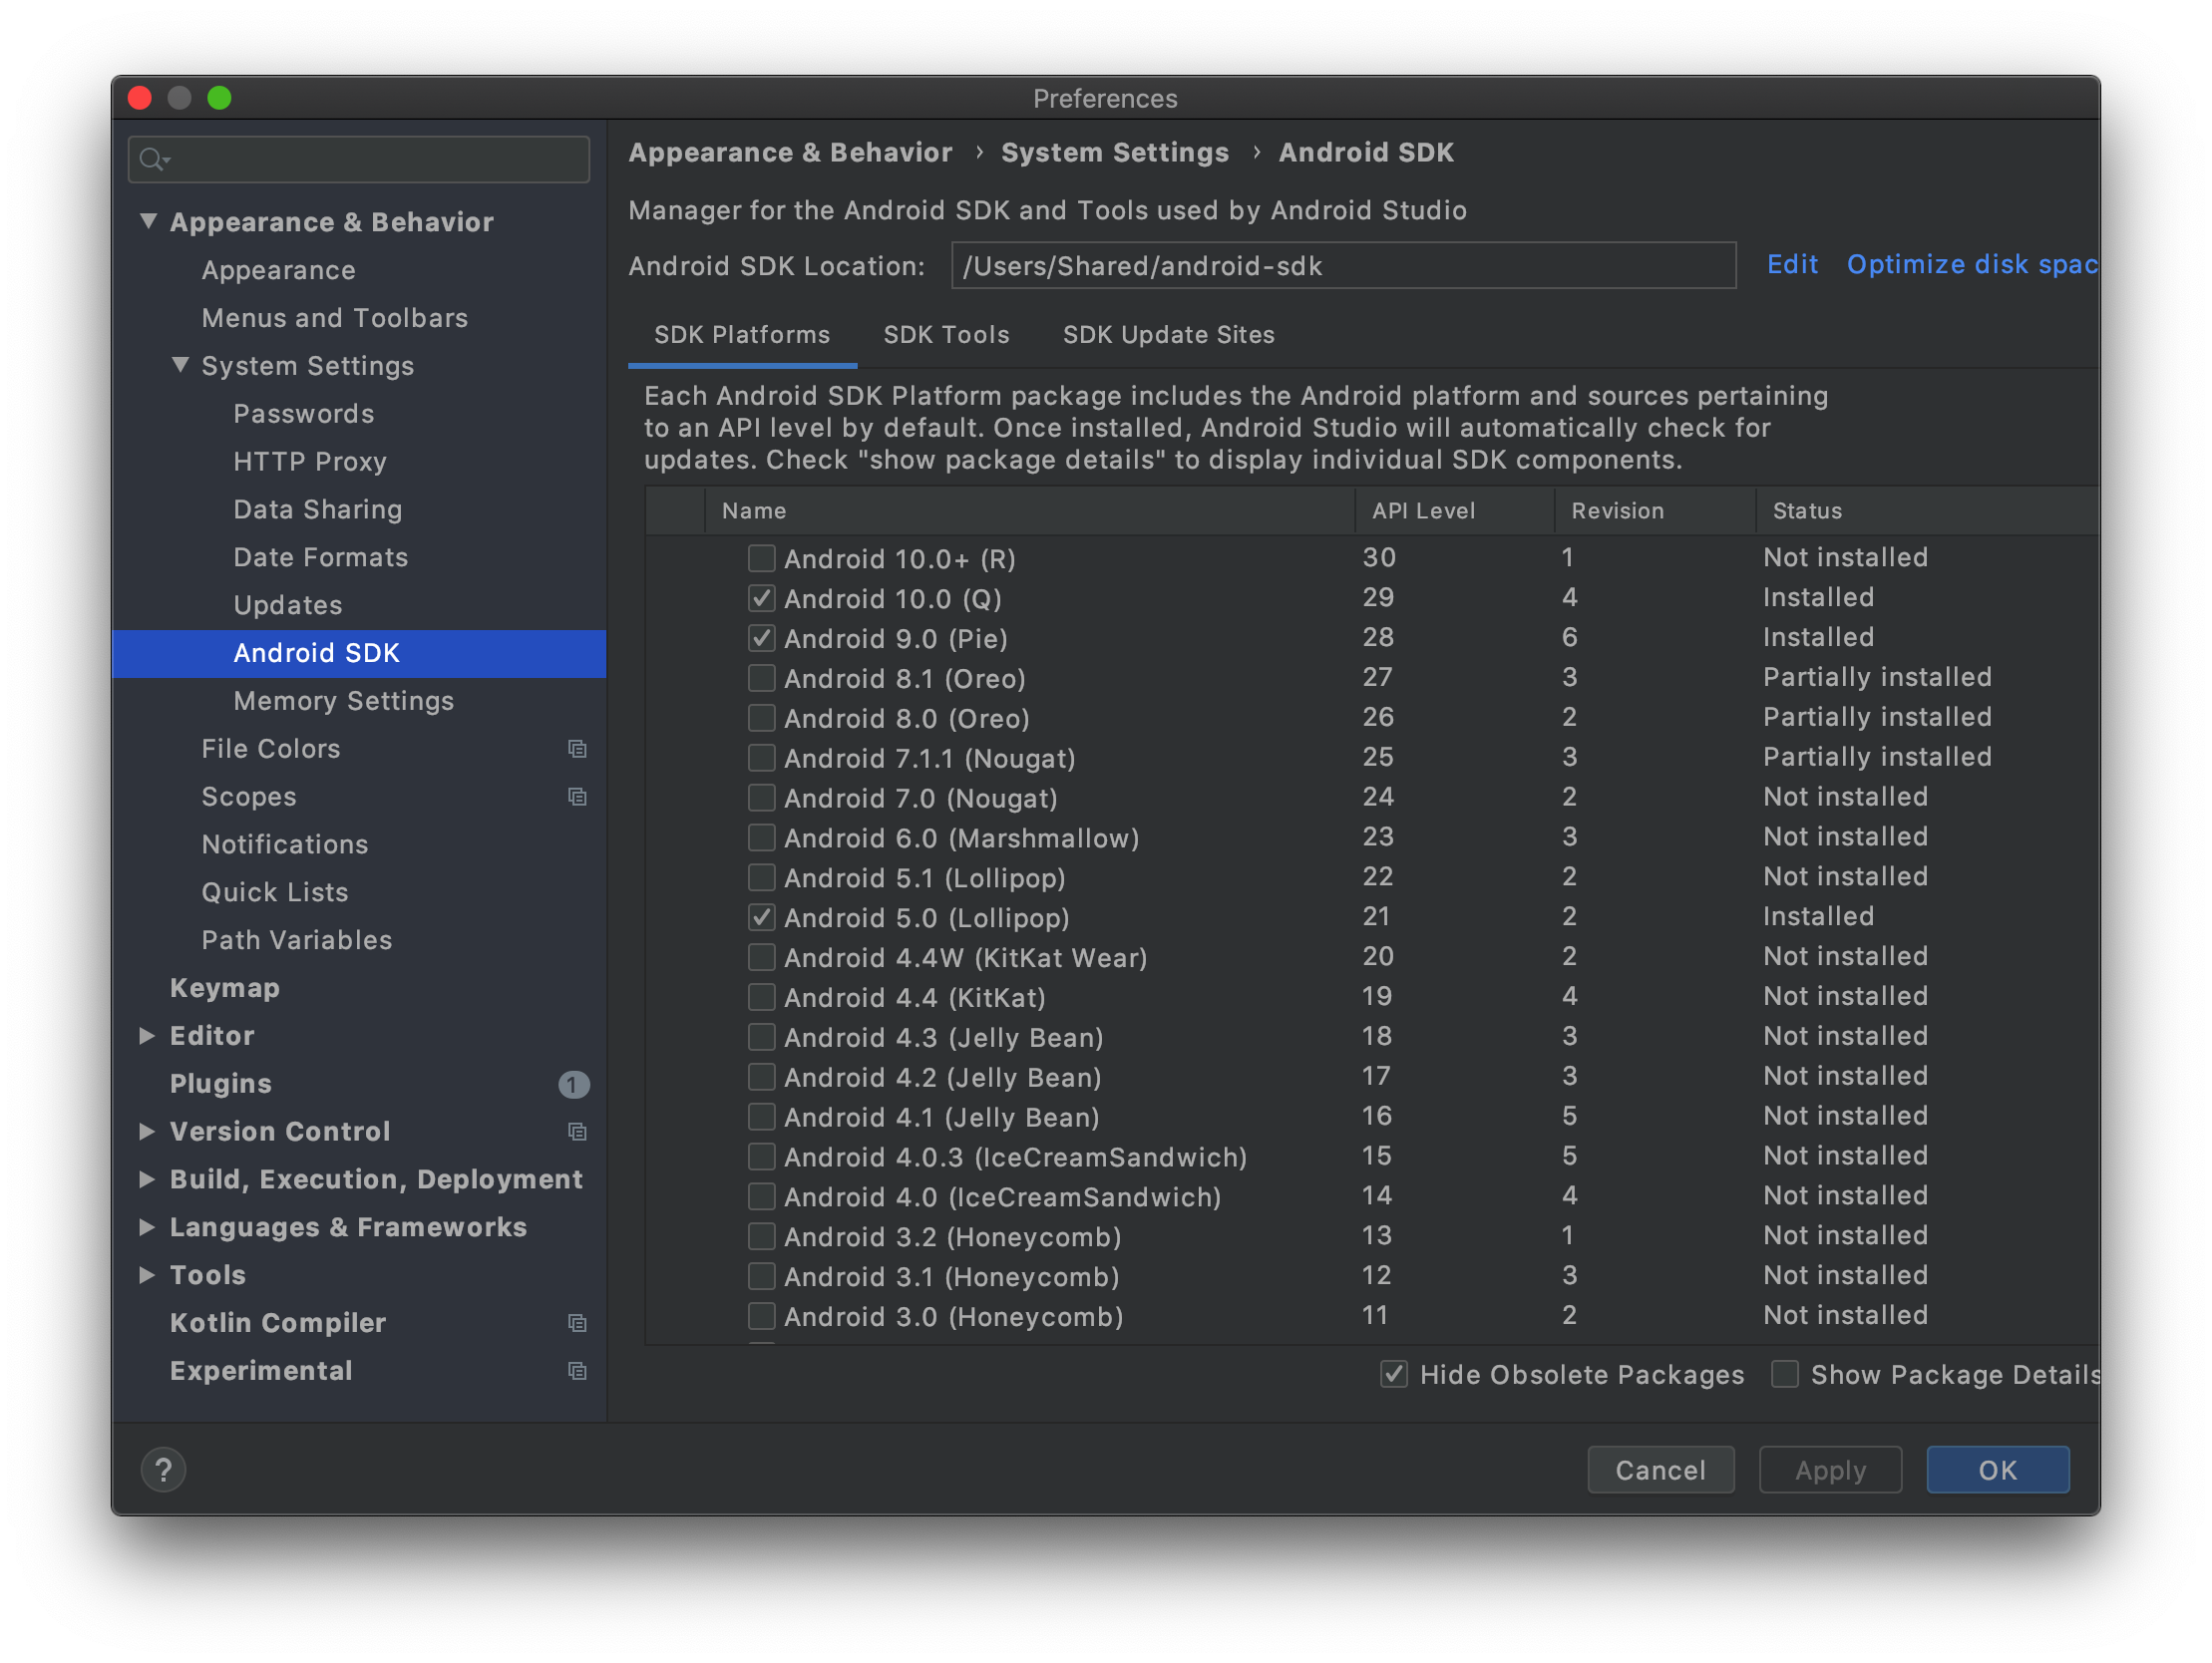 Preferences
Appearance & Behavior
Appearance
Menus and Toolbars
System Settings
Passwords
HTTP Proxy
Data Sharing
Date Formats
Updates
Android SDK
Memory Settings
File Colors
Scopes
Notifications
Quick Lists
Path Variables
Keymap
Editor
Plugins 1
Version Control
Build, Execution, Deployment
Languages & Frameworks
Tools
Kotlin Compiler
Experimental
Appearance & Behavior › System Settings › Android SDK
Manager for the Android SDK and Tools used by Android Studio
Android SDK Location: /Users/Shared/android-sdk Edit Optimize disk spac
SDK Platforms SDK Tools SDK Update Sites
Each Android SDK Platform package includes the Android platform and sources pertaining
to an API level by default. Once installed, Android Studio will automatically check for
updates. Check "show package details" to display individual SDK components.
Name API Level Revision Status
Android 10.0+ (R) 30 1 Not installed
Android 10.0 (Q) 29 4 Installed
Android 9.0 (Pie) 28 6 Installed
Android 8.1 (Oreo) 27 3 Partially installed
Android 8.0 (Oreo) 26 2 Partially installed
Android 7.1.1 (Nougat) 25 3 Partially installed
Android 7.0 (Nougat) 24 2 Not installed
Android 6.0 (Marshmallow) 23 3 Not installed
Android 5.1 (Lollipop) 22 2 Not installed
Android 5.0 (Lollipop) 21 2 Installed
Android 4.4W (KitKat Wear) 20 2 Not installed
Android 4.4 (KitKat) 19 4 Not installed
Android 4.3 (Jelly Bean) 18 3 Not installed
Android 4.2 (Jelly Bean) 17 3 Not installed
Android 4.1 (Jelly Bean) 16 5 Not installed
Android 4.0.3 (IceCreamSandwich) 15 5 Not installed
Android 4.0 (IceCreamSandwich) 14 4 Not installed
Android 3.2 (Honeycomb) 13 1 Not installed
Android 3.1 (Honeycomb) 12 3 Not installed
Android 3.0 (Honeycomb) 11 2 Not installed
Hide Obsolete Packages Show Package Details
? Cancel Apply OK